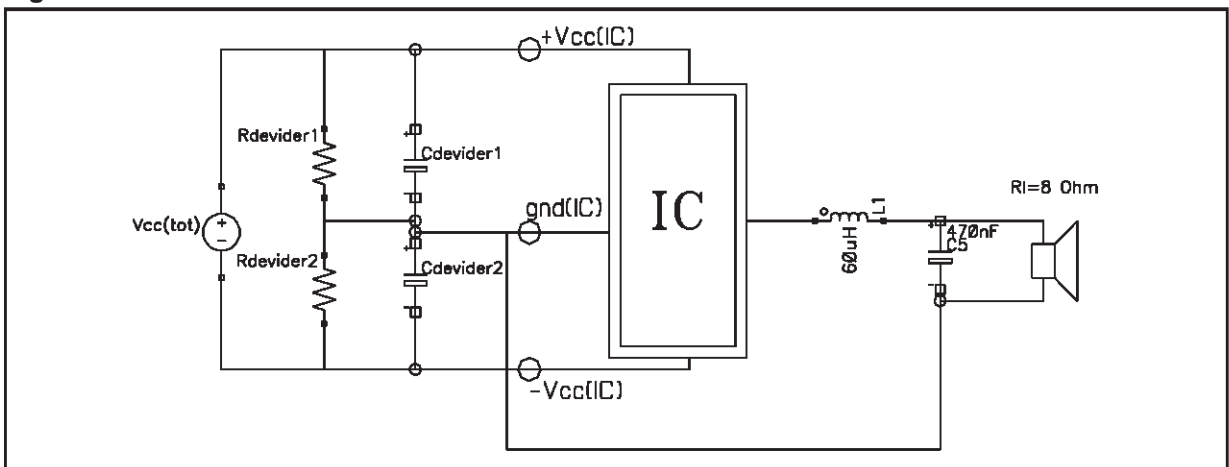 +Vcc(IC)
Rdevider1
Cdevider1
Vcc(tot)
+
-
gnd(IC)
IC
L1
60uH
Rl=8 Ohm
+
470nF
C5
-
Rdevider2
Cdevider2
-Vcc(IC)